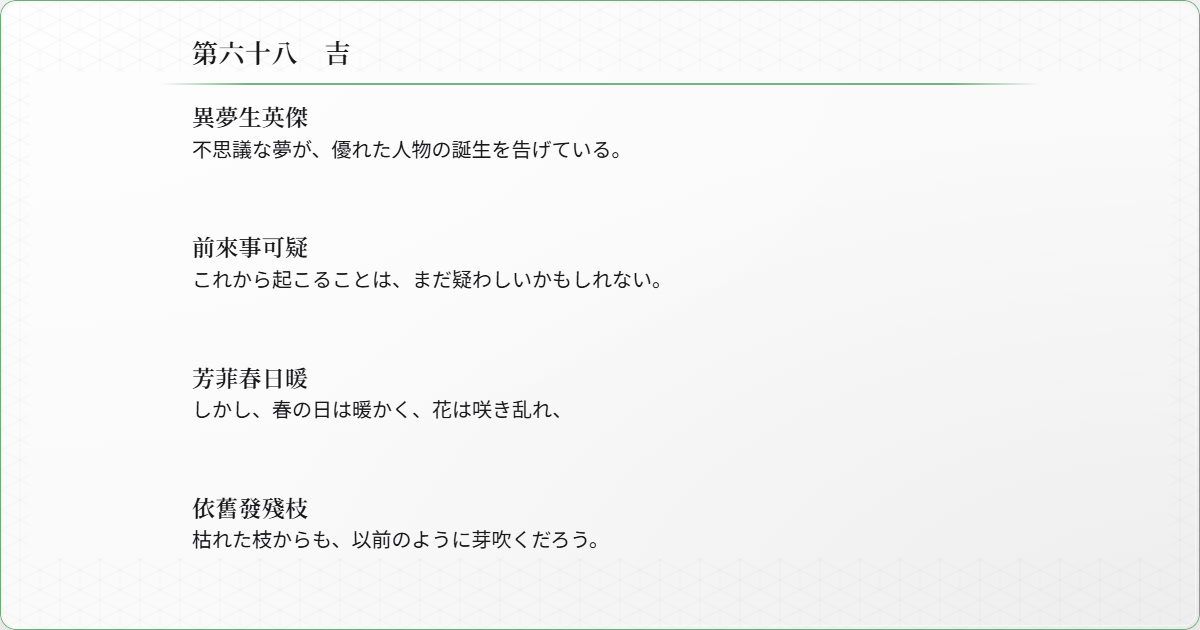 第六十八　吉
異夢生英傑
不思議な夢が、優れた人物の誕生を告げている。
前來事可疑
これから起こることは、まだ疑わしいかもしれない。
芳菲春日暖
しかし、春の日は暖かく、花は咲き乱れ、
依舊發殘枝
枯れた枝からも、以前のように芽吹くだろう。